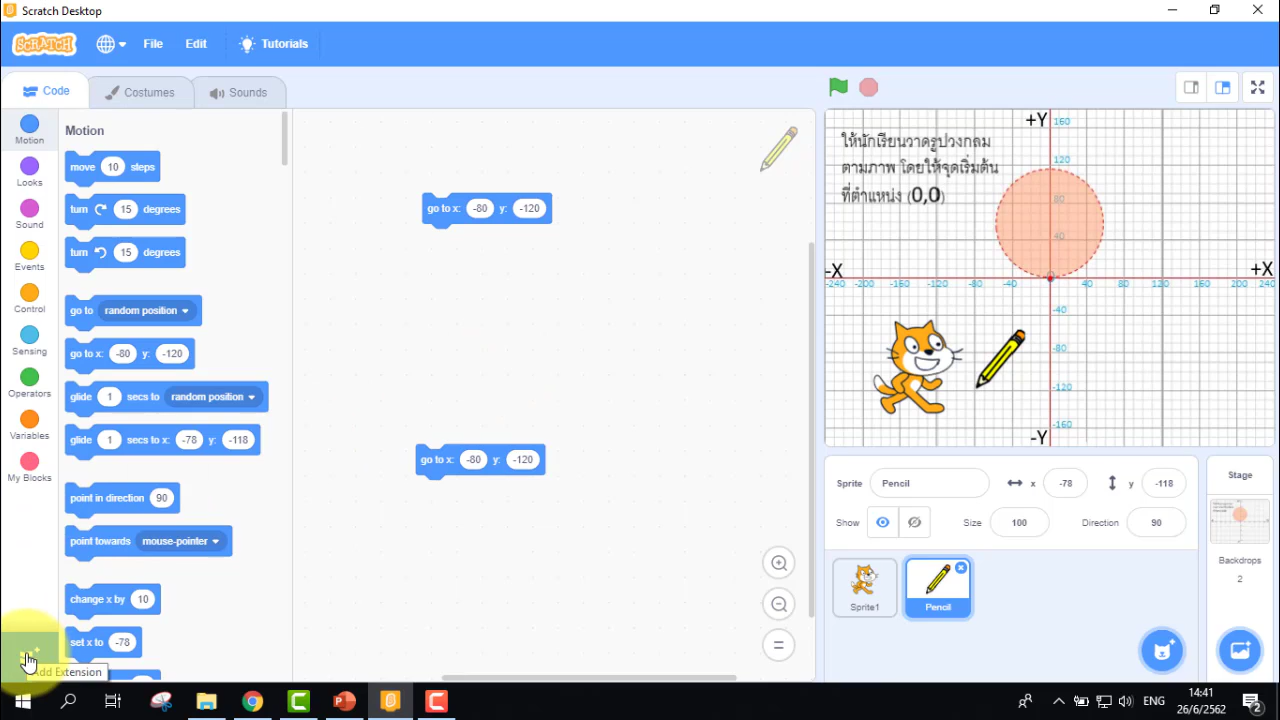 Scratch Desktop
SCRATCH File Edit Tutorials
Code Costumes Sounds
Motion
Looks
Sound
Events
Control
Sensing
Operators
Variables
My Blocks
Add Extension
Motion
move 10 steps
turn 15 degrees
turn 15 degrees
go to random position
go to x: -80 y: -120
glide 1 secs to random position
glide 1 secs to x: -78 y: -118
point in direction 90
point towards mouse-pointer
change x by 10
set x to -78
go to x: -80 y: -120
go to x: -80 y: -120
ให้นักเรียนวาดรูปวงกลม
ตามภาพ โดยให้จุดเริ่มต้น
ที่ตำแหน่ง (0,0)
+Y
160
120
80
40
-X
+X
-240 -200 -160 -120 -80 -40 0 40 80 120 160 200 240
-40
-80
-120
-160
-Y
Sprite Pencil x -78 y -118
Show Size 100 Direction 90
Sprite1
Pencil
Stage
Backdrops
2
ENG
14:41
26/6/2562
2